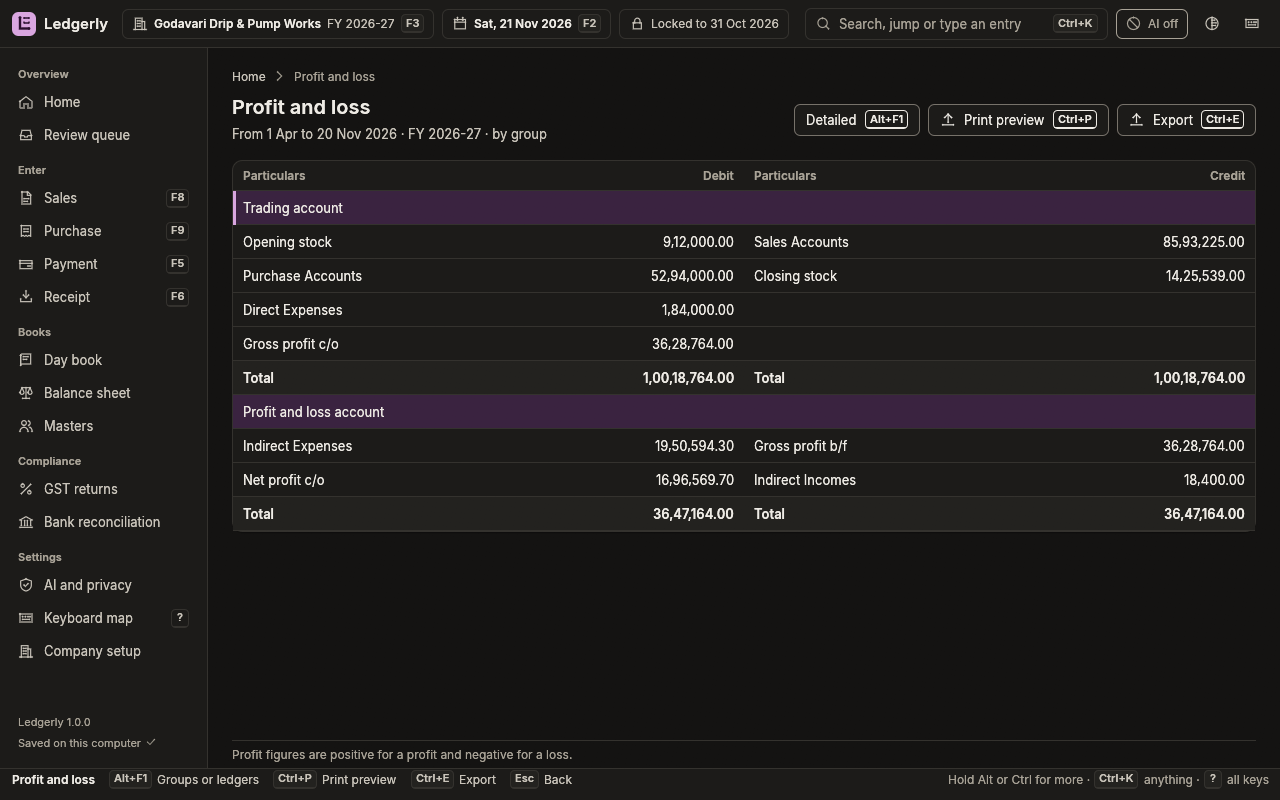 Ledgerly
Godavari Drip & Pump Works FY 2026-27 F3
Sat, 21 Nov 2026 F2
Locked to 31 Oct 2026
Search, jump or type an entry Ctrl+K
AI off
Overview
Home
Review queue
Enter
Sales F8
Purchase F9
Payment F5
Receipt F6
Books
Day book
Balance sheet
Masters
Compliance
GST returns
Bank reconciliation
Settings
AI and privacy
Keyboard map ?
Company setup
Ledgerly 1.0.0
Saved on this computer
Home Profit and loss
Profit and loss
From 1 Apr to 20 Nov 2026 · FY 2026-27 · by group
Detailed Alt+F1
Print preview Ctrl+P
Export Ctrl+E
Particulars Debit Particulars Credit
Trading account
Opening stock 9,12,000.00 Sales Accounts 85,93,225.00
Purchase Accounts 52,94,000.00 Closing stock 14,25,539.00
Direct Expenses 1,84,000.00
Gross profit c/o 36,28,764.00
Total 1,00,18,764.00 Total 1,00,18,764.00
Profit and loss account
Indirect Expenses 19,50,594.30 Gross profit b/f 36,28,764.00
Net profit c/o 16,96,569.70 Indirect Incomes 18,400.00
Total 36,47,164.00 Total 36,47,164.00
Profit figures are positive for a profit and negative for a loss.
Profit and loss Alt+F1 Groups or ledgers Ctrl+P Print preview Ctrl+E Export Esc Back
Hold Alt or Ctrl for more · Ctrl+K anything · ? all keys